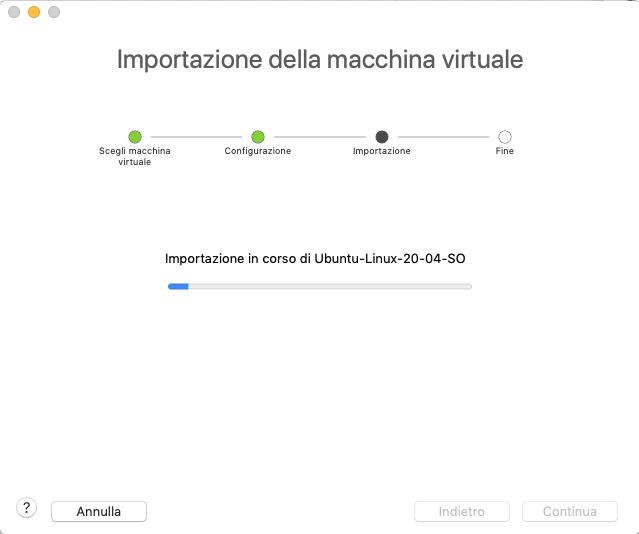 Importazione della macchina virtuale
Scegli macchina
virtuale
Configurazione
Importazione
Fine
Importazione in corso di Ubuntu-Linux-20-04-SO
?
Annulla
Indietro
Continua